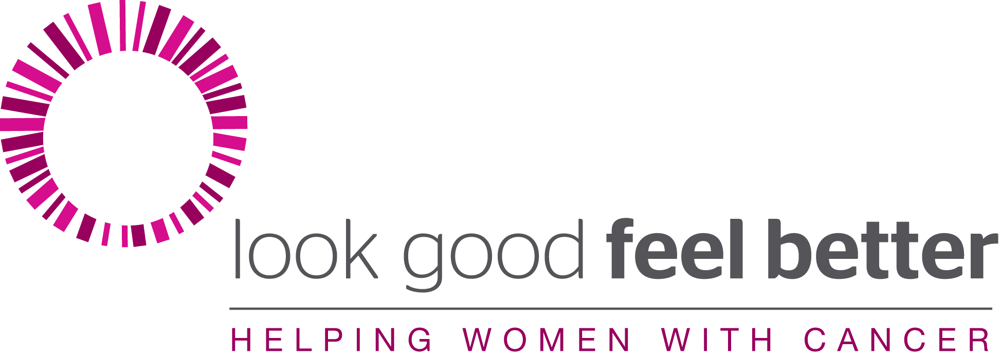 look good feel better
HELPING WOMEN WITH CANCER